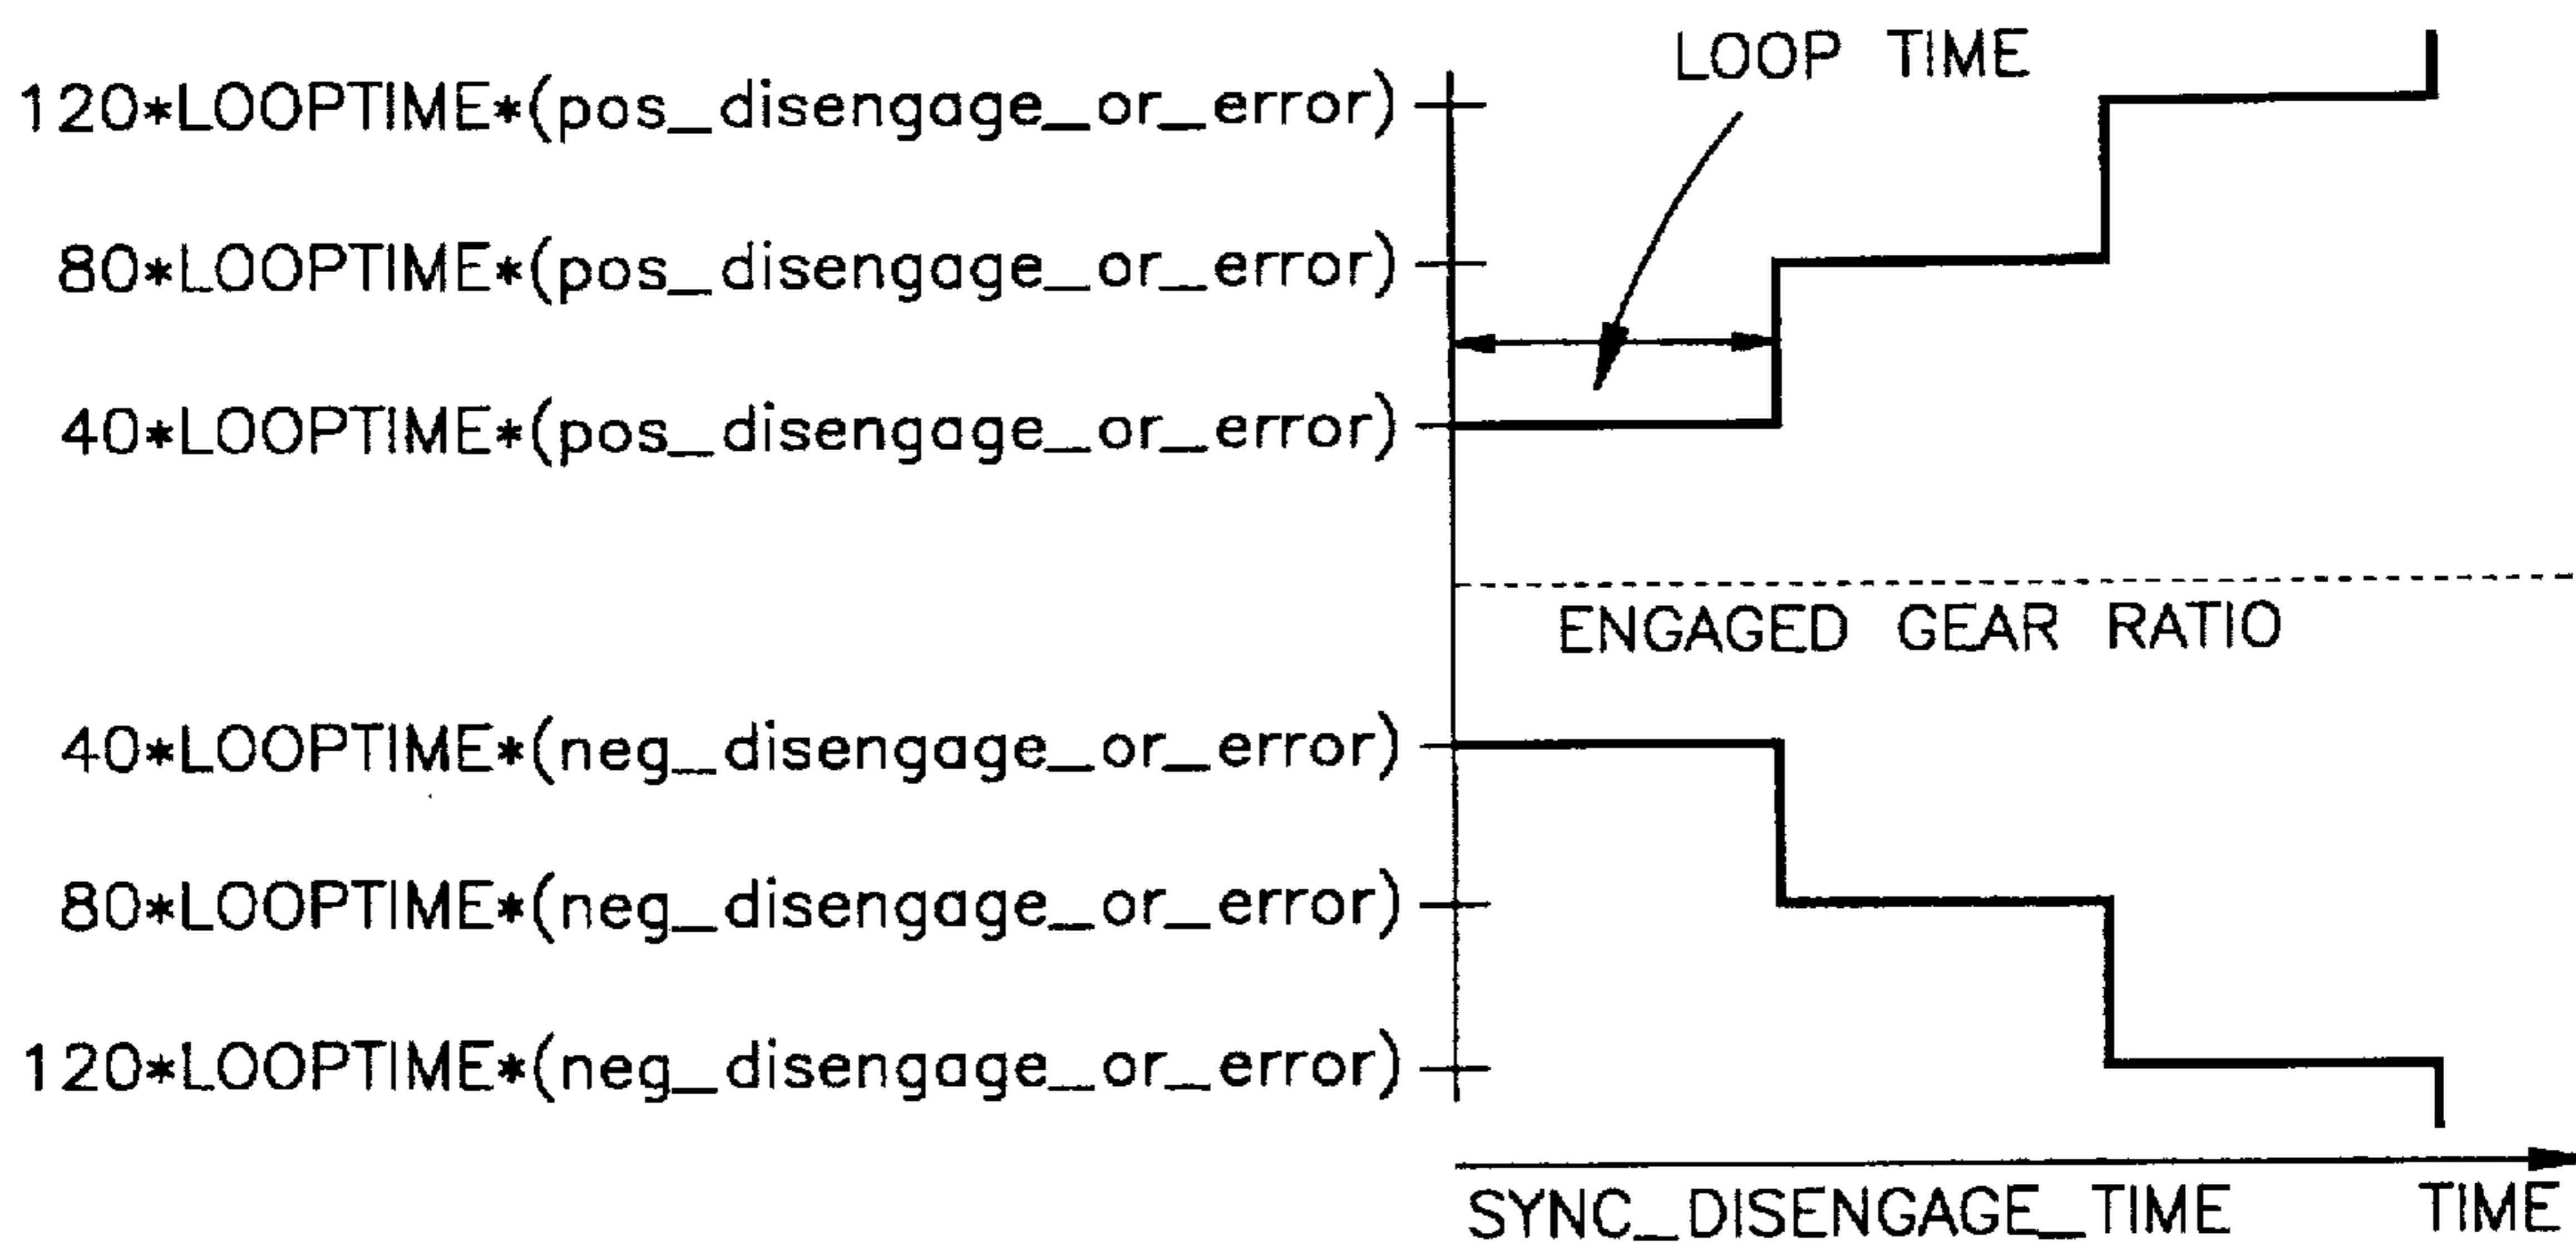 LOOP TIME
120*LOOPTIME*(pos_disengage_or_error)
80*LOOPTIME*(pos_disengage_or_error)
40*LOOPTIME*(pos_disengage_or_error)
ENGAGED GEAR RATIO
40*LOOPTIME*(neg_disengage_or_error)
80*LOOPTIME*(neg_disengage_or_error)
120*LOOPTIME*(neg_disengage_or_error)
SYNC_DISENGAGE_TIME TIME